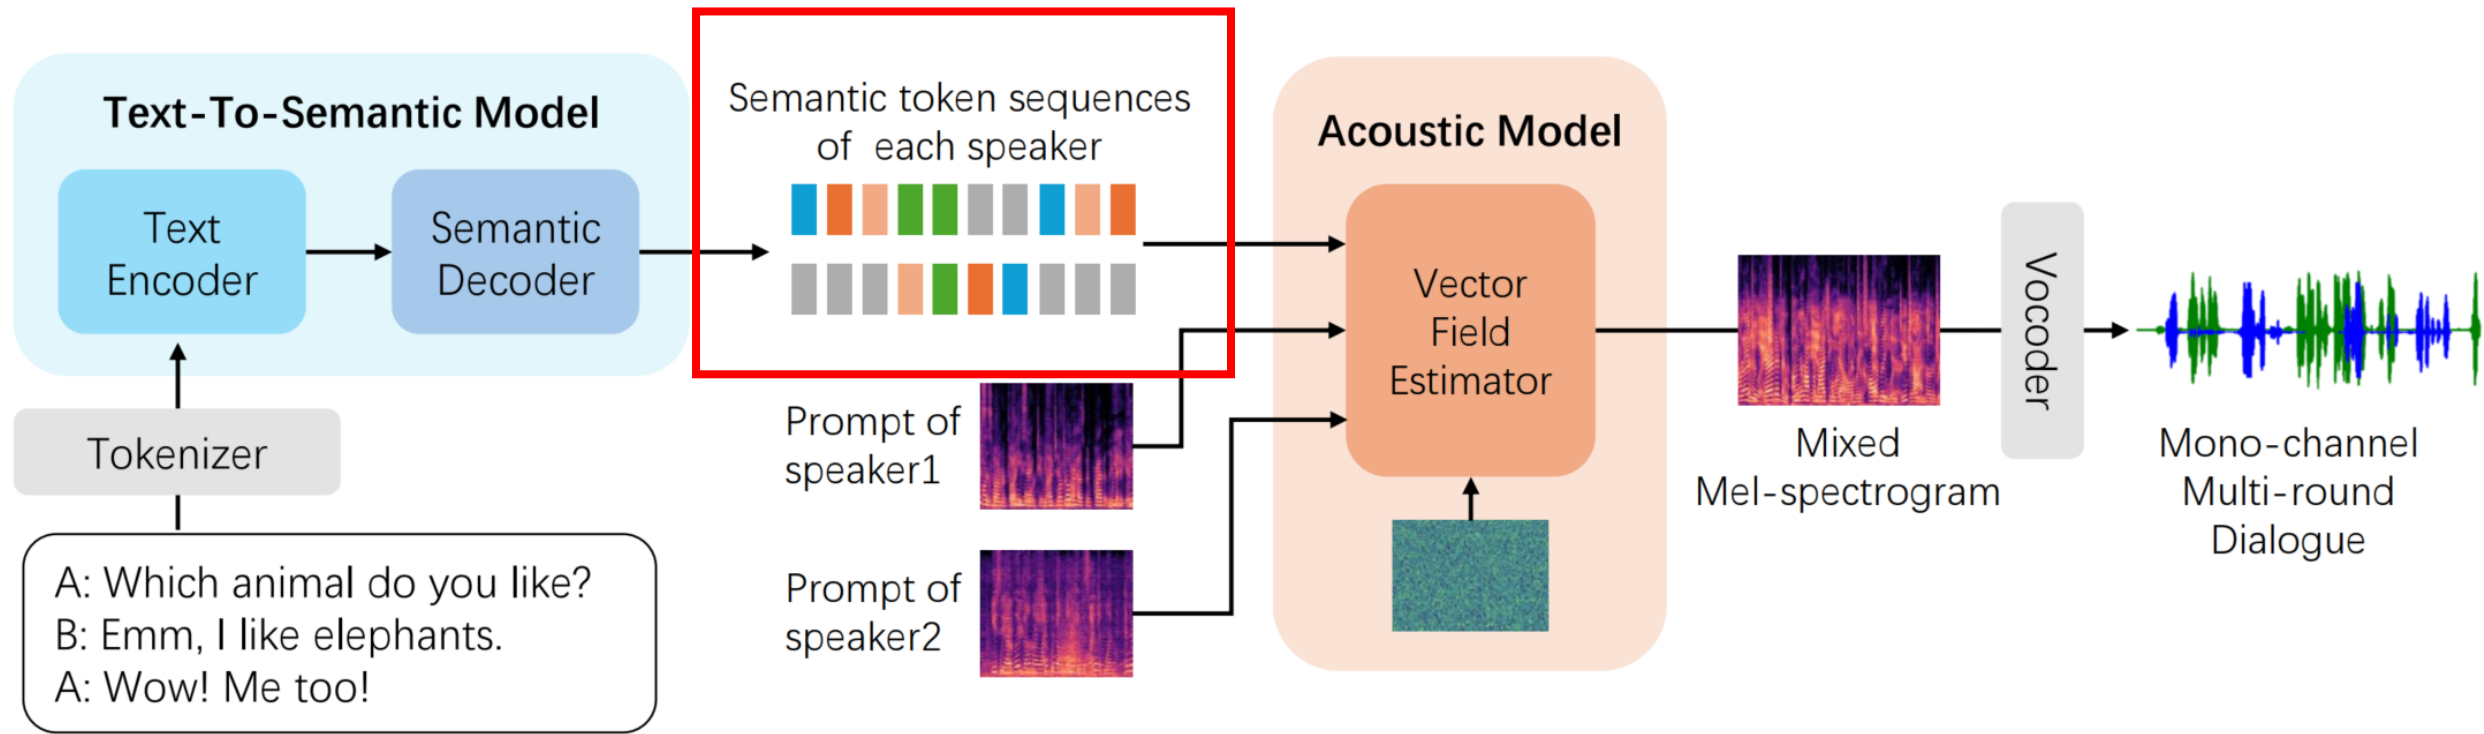 Text-To-Semantic Model
Text
Encoder
Semantic
Decoder
Tokenizer
A: Which animal do you like?
B: Emm, I like elephants.
A: Wow! Me too!
Semantic token sequences
of each speaker
Prompt of
speaker1
Prompt of
speaker2
Acoustic Model
Vector
Field
Estimator
Mixed
Mel-spectrogram
Vocoder
Mono-channel
Multi-round
Dialogue